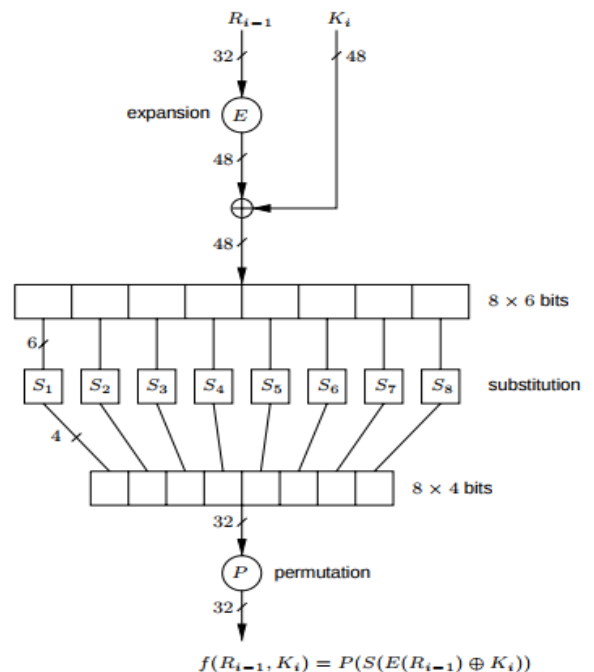 R_{i-1} K_i
32 48
expansion E
48
48
8 × 6 bits
6
S_1 S_2 S_3 S_4 S_5 S_6 S_7 S_8 substitution
4
8 × 4 bits
32
P permutation
32
f(R_{i-1}, K_i) = P(S(E(R_{i-1}) ⊕ K_i))